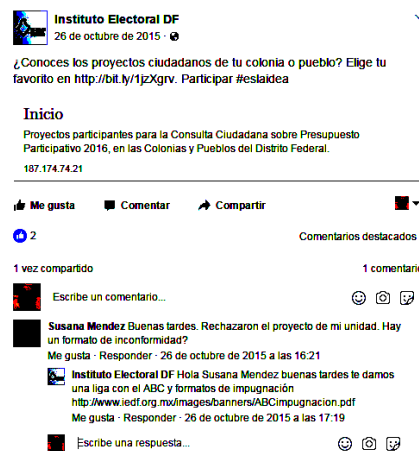 Instituto Electoral DF
26 de octubre de 2015 ·
¿Conoces los proyectos ciudadanos de tu colonia o pueblo? Elige tu
favorito en http://bit.ly/1jzXgrv. Participar #eslaidea
Inicio
Proyectos participantes para la Consulta Ciudadana sobre Presupuesto
Participativo 2016, en las Colonias y Pueblos del Distrito Federal.
187.174.74.21
Me gusta Comentar Compartir
2 Comentarios destacados
1 vez compartido 1 comentario
Escribe un comentario...
Susana Mendez Buenas tardes. Rechazaron el proyecto de mi unidad. Hay
un formato de inconformidad?
Me gusta · Responder · 26 de octubre de 2015 a las 16:21
Instituto Electoral DF Hola Susana Mendez buenas tardes te damos
una liga con el ABC y formatos de impugnación
http://www.iedf.org.mx/images/banners/ABCimpugnacion.pdf
Me gusta · Responder · 26 de octubre de 2015 a las 17:19
Escribe una respuesta...